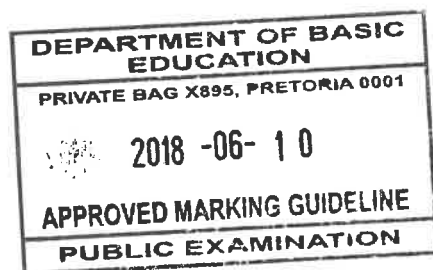 DEPARTMENT OF BASIC
EDUCATION
PRIVATE BAG X895, PRETORIA 0001
2018 -06- 10
APPROVED MARKING GUIDELINE
PUBLIC EXAMINATION